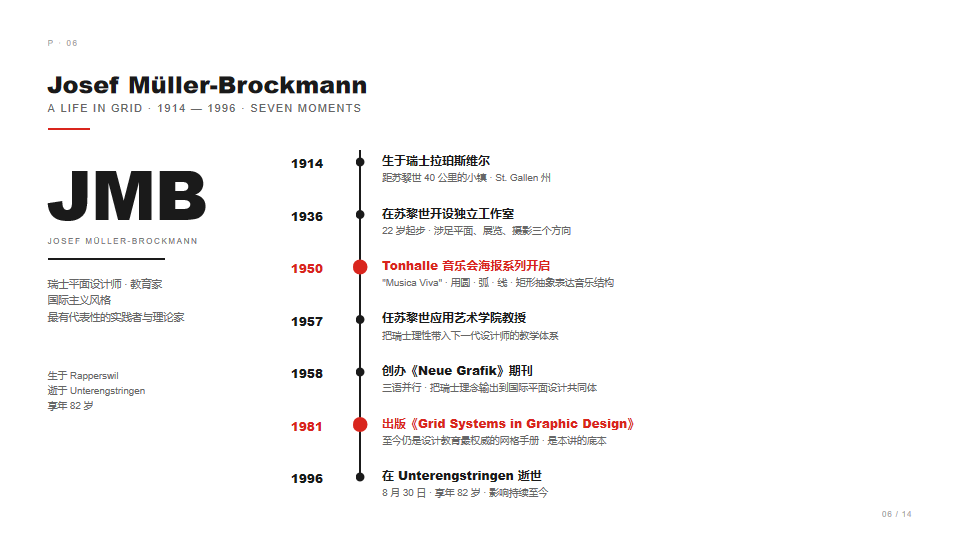 P · 06
Josef Müller-Brockmann
A LIFE IN GRID · 1914 — 1996 · SEVEN MOMENTS
JMB
JOSEF MÜLLER-BROCKMANN
瑞士平面设计师 · 教育家
国际主义风格
最有代表性的实践者与理论家
生于 Rapperswil
逝于 Unterengstringen
享年 82 岁
1914
生于瑞士拉珀斯维尔
距苏黎世 40 公里的小镇 · St. Gallen 州
1936
在苏黎世开设独立工作室
22 岁起步 · 涉足平面、展览、摄影三个方向
1950
Tonhalle 音乐会海报系列开启
"Musica Viva" · 用圆 · 弧 · 线 · 矩形抽象表达音乐结构
1957
任苏黎世应用艺术学院教授
把瑞士理性带入下一代设计师的教学体系
1958
创办《Neue Grafik》期刊
三语并行 · 把瑞士理念输出到国际平面设计共同体
1981
出版《Grid Systems in Graphic Design》
至今仍是设计教育最权威的网格手册 · 是本讲的底本
1996
在 Unterengstringen 逝世
8 月 30 日 · 享年 82 岁 · 影响持续至今
06 / 14